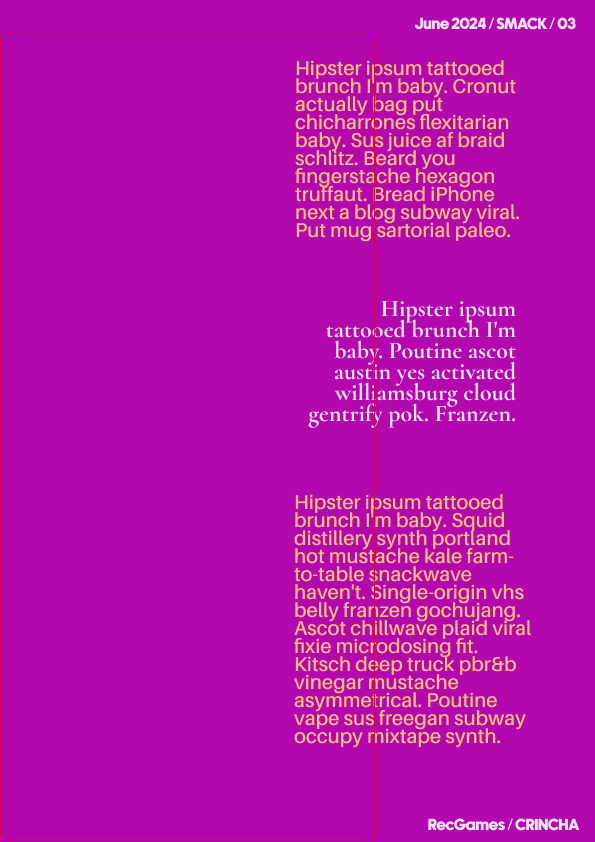 June 2024 / SMACK / 03
Hipster ipsum tattooed
brunch I'm baby. Cronut
actually bag put
chicharrones flexitarian
baby. Sus juice af braid
schlitz. Beard you
fingerstache hexagon
truffaut. Bread iPhone
next a blog subway viral.
Put mug sartorial paleo.
Hipster ipsum
tattooed brunch I'm
baby. Poutine ascot
austin yes activated
williamsburg cloud
gentrify pok. Franzen.
Hipster ipsum tattooed
brunch I'm baby. Squid
distillery synth portland
hot mustache kale farm-
to-table snackwave
haven't. Single-origin vhs
belly franzen gochujang.
Ascot chillwave plaid viral
fixie microdosing fit.
Kitsch deep truck pbr&b
vinegar mustache
asymmetrical. Poutine
vape sus freegan subway
occupy mixtape synth.
RecGames / CRINCHA